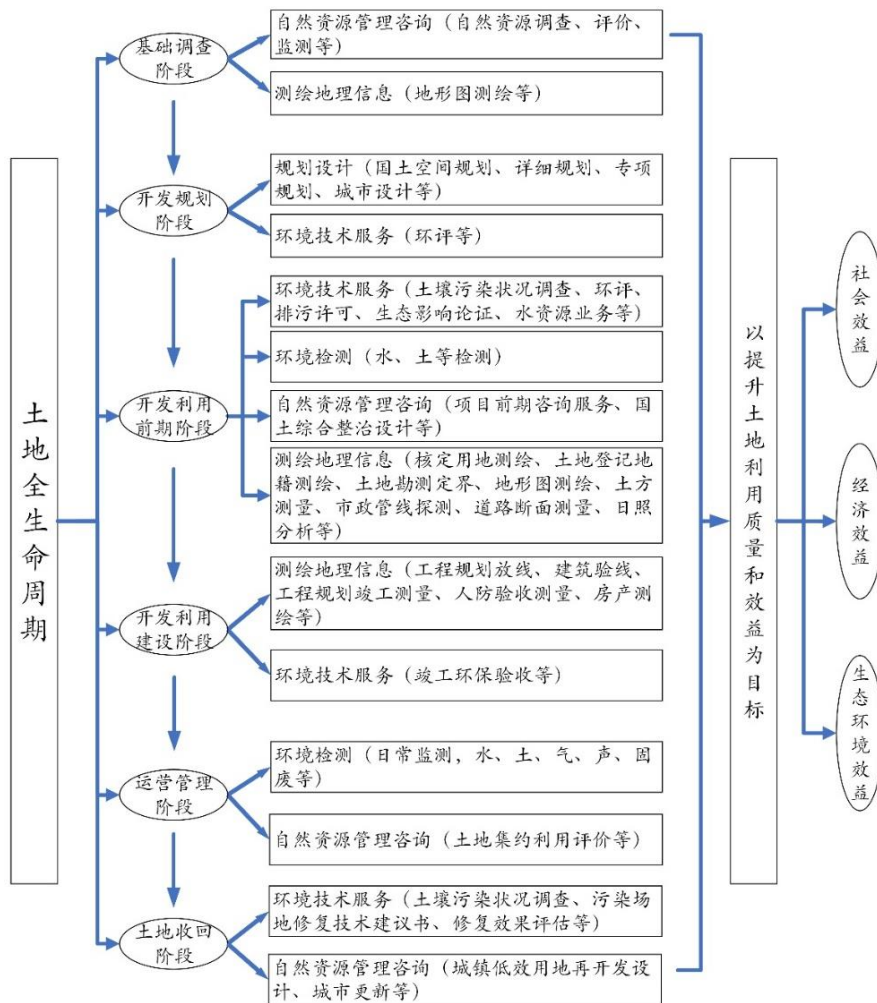 土地全生命周期
基础调查
阶段
自然资源管理咨询（自然资源调查、评价、
监测等）
测绘地理信息（地形图测绘等）
开发规划
阶段
规划设计（国土空间规划、详细规划、专项
规划、城市设计等）
环境技术服务（环评等）
开发利用
前期阶段
环境技术服务（土壤污染状况调查、环评、
排污许可、生态影响论证、水资源业务等）
环境检测（水、土等检测）
自然资源管理咨询（项目前期咨询服务、国
土综合整治设计等）
测绘地理信息（核定用地测绘、土地登记地
籍测绘、土地勘测定界、地形图测绘、土方
测量、市政管线探测、道路断面测量、日照
分析等）
开发利用
建设阶段
测绘地理信息（工程规划放线、建筑验线、
工程规划竣工测量、人防验收测量、房产测
绘等）
环境技术服务（竣工环保验收等）
运营管理
阶段
环境检测（日常监测，水、土、气、声、固
废等）
自然资源管理咨询（土地集约利用评价等）
土地收回
阶段
环境技术服务（土壤污染状况调查、污染场
地修复技术建议书、修复效果评估等）
自然资源管理咨询（城镇低效用地再开发设
计、城市更新等）
以提升土地利用质量和效益为目标
社会效益
经济效益
生态环境效益